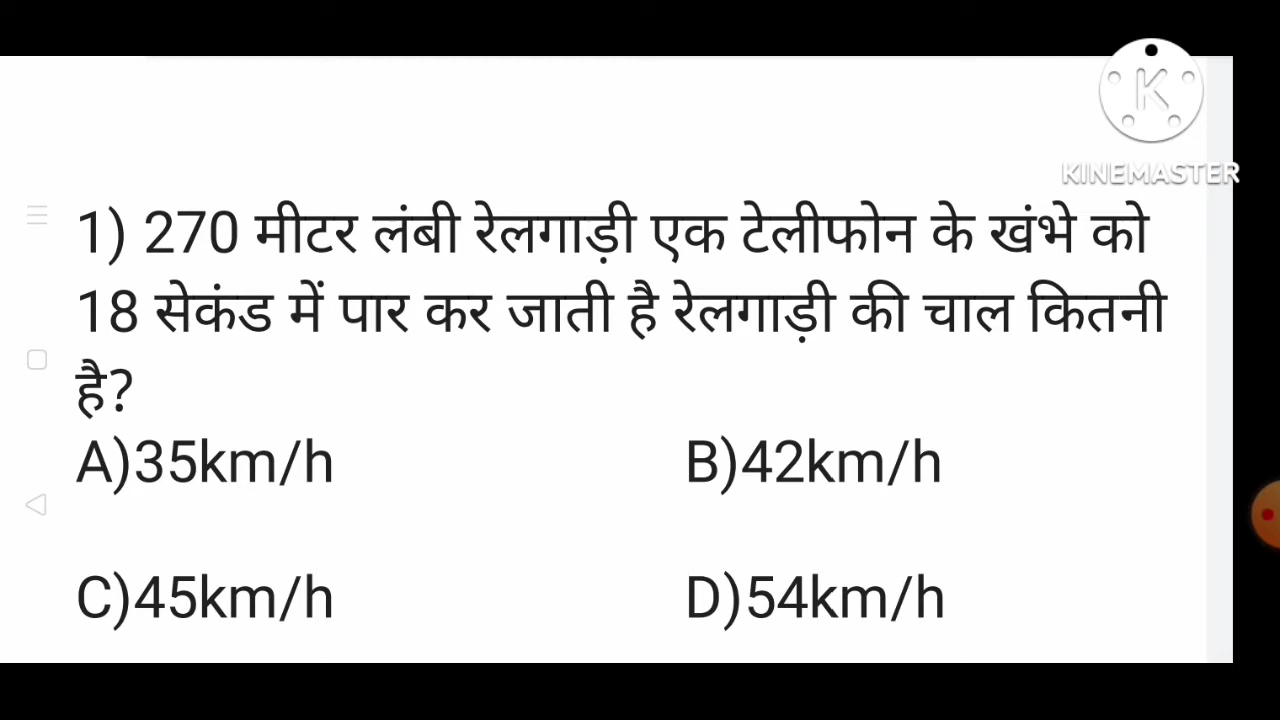 K
KINEMASTER
1) 270 मीटर लंबी रेलगाड़ी एक टेलीफोन के खंभे को
18 सेकंड में पार कर जाती है रेलगाड़ी की चाल कितनी
है?
A)35km/h B)42km/h
C)45km/h D)54km/h